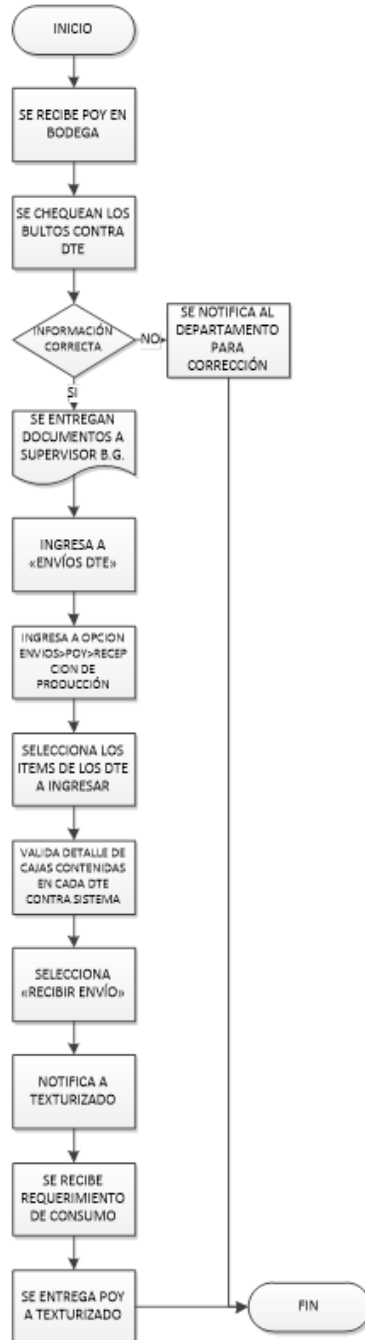 INICIO
SE RECIBE POY EN
BODEGA
SE CHEQUEAN LOS
BULTOS CONTRA
DTE
INFORMACIÓN
CORRECTA
NO
SE NOTIFICA AL
DEPARTAMENTO
PARA
CORRECCIÓN
SI
SE ENTREGAN
DOCUMENTOS A
SUPERVISOR B.G.
INGRESA A
«ENVÍOS DTE»
INGRESA A OPCION
ENVIOS>POY>RECEP
CION DE
PRODUCCIÓN
SELECCIONA LOS
ITEMS DE LOS DTE
A INGRESAR
VALIDA DETALLE DE
CAJAS CONTENIDAS
EN CADA DTE
CONTRA SISTEMA
SELECCIONA
«RECIBIR ENVÍO»
NOTIFICA A
TEXTURIZADO
SE RECIBE
REQUERIMIENTO
DE CONSUMO
SE ENTREGA POY
A TEXTURIZADO
FIN